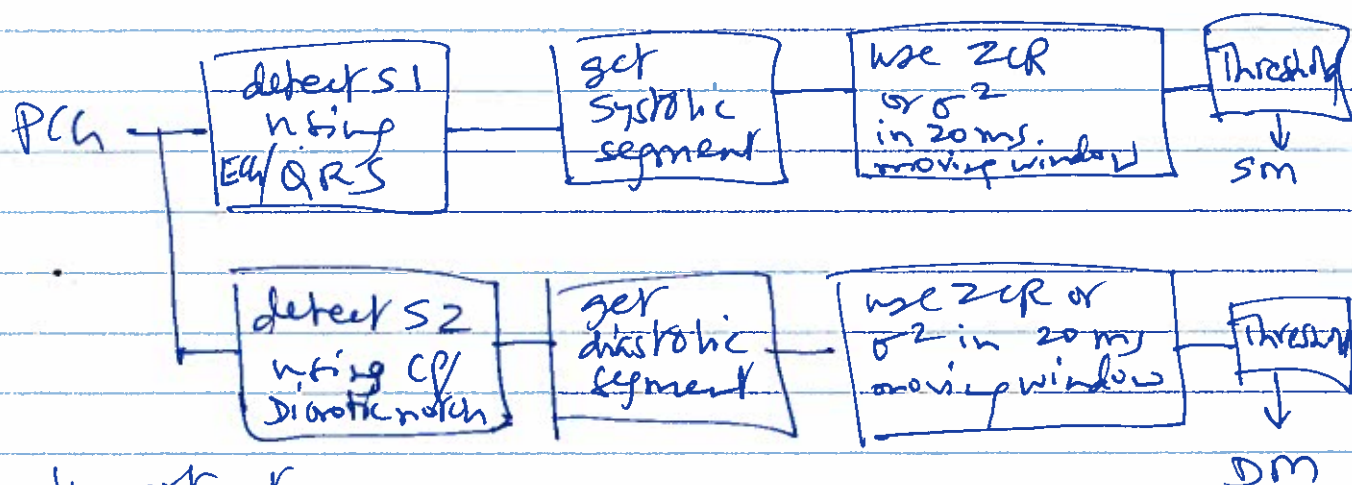 PCG
detect S1
using
ECG/QRS
get
systolic
segment
use ZCR
or σ²
in 20 ms.
moving window
Threshold
SM
detect S2
using CP/
Dicrotic notch
get
diastolic
segment
use ZCR or
σ² in 20 ms
moving window
Thresh
DM